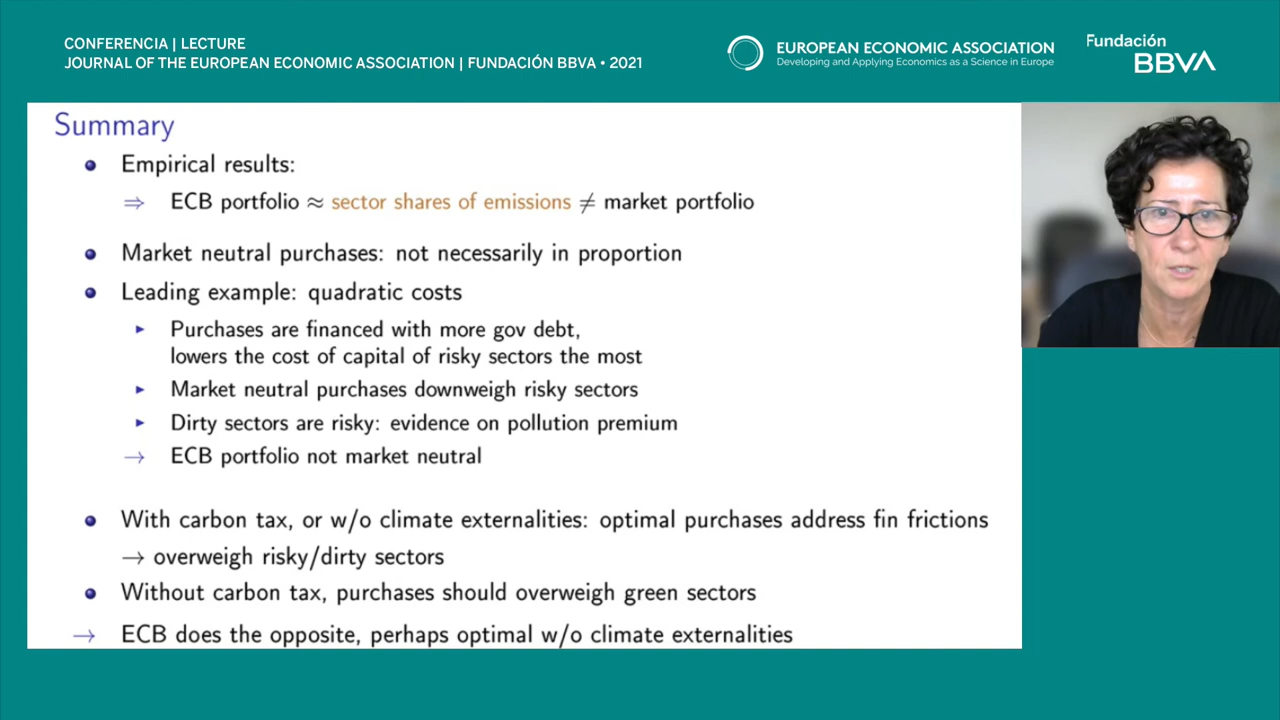 CONFERENCIA | LECTURE
JOURNAL OF THE EUROPEAN ECONOMIC ASSOCIATION | FUNDACIÓN BBVA • 2021
EUROPEAN ECONOMIC ASSOCIATION
Developing and Applying Economics as a Science in Europe
Fundación
BBVA
Summary
Empirical results:
⇒ ECB portfolio ≈ sector shares of emissions ≠ market portfolio
Market neutral purchases: not necessarily in proportion
Leading example: quadratic costs
Purchases are financed with more gov debt,
lowers the cost of capital of risky sectors the most
Market neutral purchases downweigh risky sectors
Dirty sectors are risky: evidence on pollution premium
→ ECB portfolio not market neutral
With carbon tax, or w/o climate externalities: optimal purchases address fin frictions
→ overweigh risky/dirty sectors
Without carbon tax, purchases should overweigh green sectors
→ ECB does the opposite, perhaps optimal w/o climate externalities